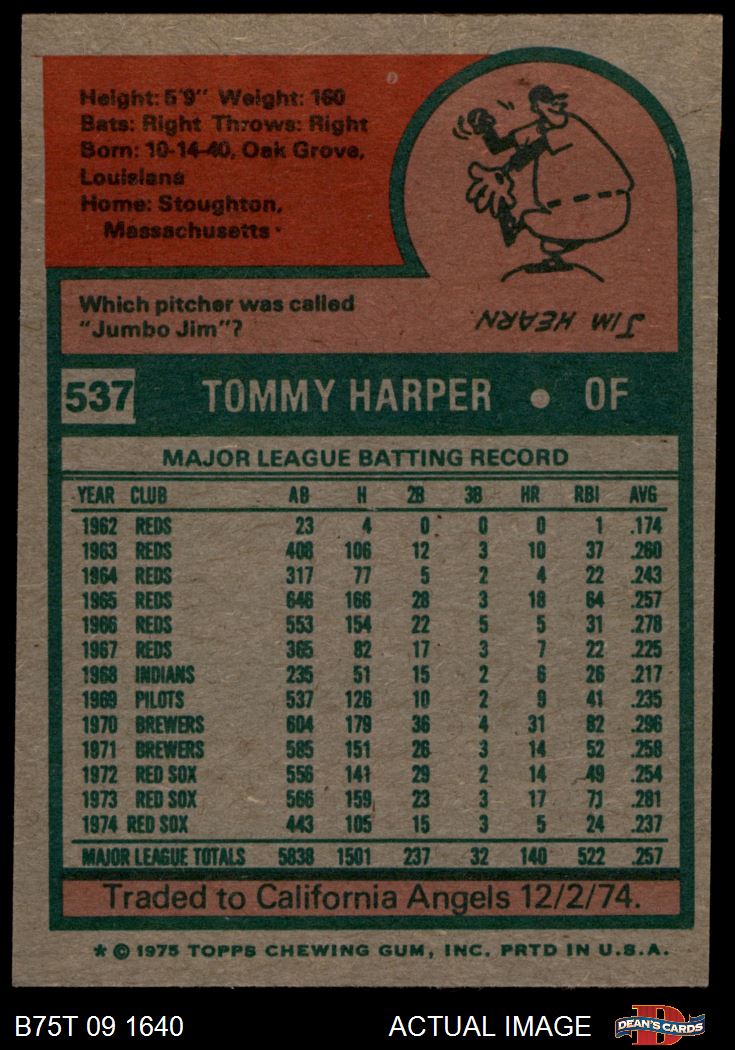 Height: 5'9" Weight: 160
Bats: Right Throws: Right
Born: 10-14-40, Oak Grove,
Louisiana
Home: Stoughton,
Massachusetts
Which pitcher was called
"Jumbo Jim"?
JIM HEARN
537 TOMMY HARPER • OF
MAJOR LEAGUE BATTING RECORD
YEAR CLUB AB H 2B 3B HR RBI AVG
1962 REDS 23 4 0 0 0 1 .174
1963 REDS 408 106 12 3 10 37 .260
1964 REDS 317 77 5 2 4 22 .243
1965 REDS 646 166 28 3 18 64 .257
1966 REDS 553 154 22 5 5 31 .278
1967 REDS 365 82 17 3 7 22 .225
1968 INDIANS 235 51 15 2 6 26 .217
1969 PILOTS 537 126 10 2 9 41 .235
1970 BREWERS 604 179 36 4 31 82 .296
1971 BREWERS 585 151 26 3 14 52 .258
1972 RED SOX 556 141 29 2 14 49 .254
1973 RED SOX 566 159 23 3 17 71 .281
1974 RED SOX 443 105 15 3 5 24 .237
MAJOR LEAGUE TOTALS 5838 1501 237 32 140 522 .257
Traded to California Angels 12/2/74.
* © 1975 TOPPS CHEWING GUM, INC. PRTD IN U.S.A.
B75T 09 1640 ACTUAL IMAGE DEAN'S CARDS